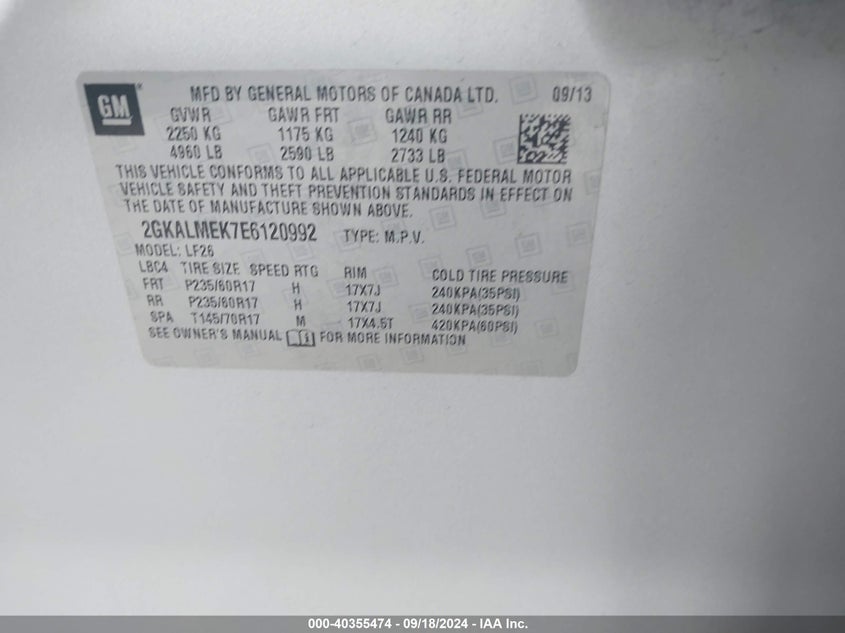 GM
MFD BY GENERAL MOTORS OF CANADA LTD. 09/13
GVWR GAWR FRT GAWR RR
2250 KG 1175 KG 1240 KG
4960 LB 2590 LB 2733 LB
THIS VEHICLE CONFORMS TO ALL APPLICABLE U.S. FEDERAL MOTOR
VEHICLE SAFETY AND THEFT PREVENTION STANDARDS IN EFFECT ON
THE DATE OF MANUFACTURE SHOWN ABOVE.
2GKALMEK7E6120992 TYPE: M.P.V.
MODEL: LF26
LBC4 TIRE SIZE SPEED RTG RIM COLD TIRE PRESSURE
FRT P235/60R17 H 17X7J 240KPA(35PSI)
RR P235/60R17 H 17X7J 240KPA(35PSI)
SPA T145/70R17 M 17X4.5T 420KPA(60PSI)
SEE OWNER'S MANUAL FOR MORE INFORMATION
000-40355474 - 09/18/2024 - IAA Inc.